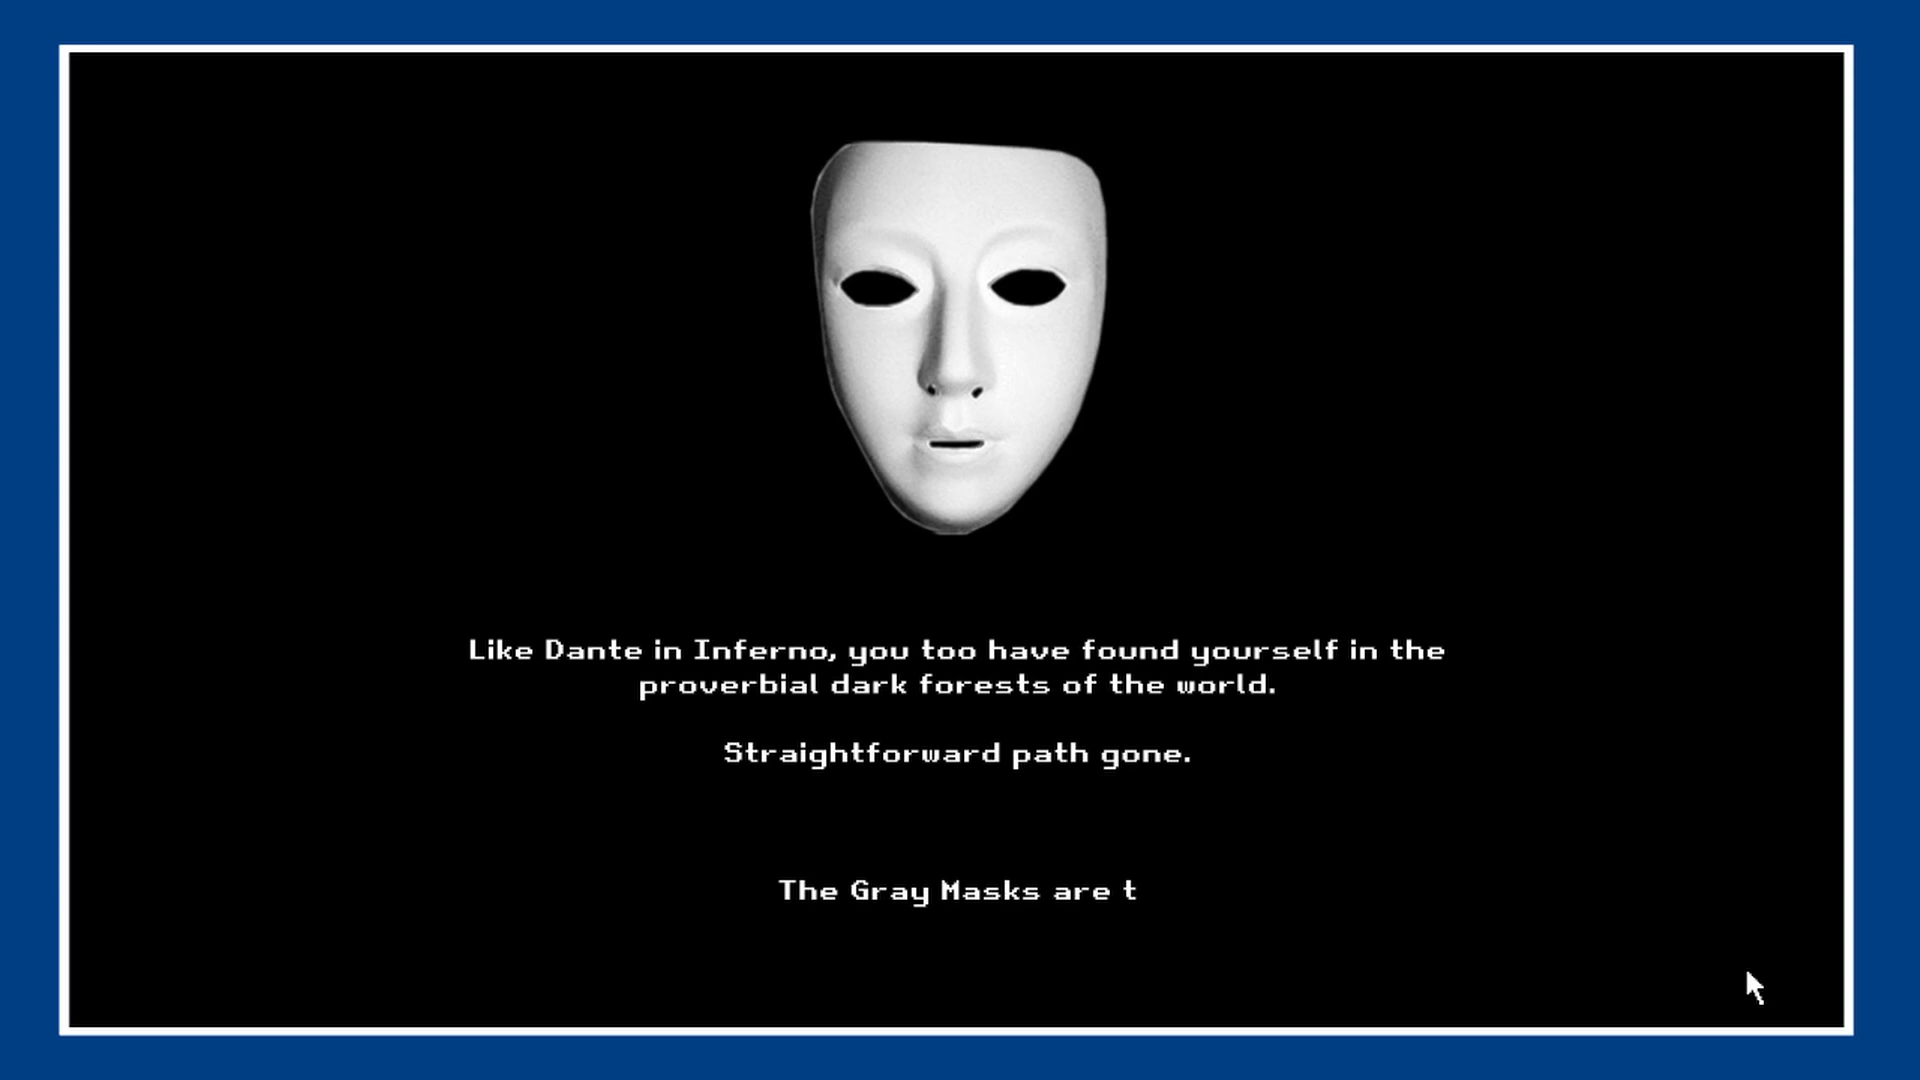 Like Dante in Inferno, you too have found yourself in the
proverbial dark forests of the world.
Straightforward path gone.
The Gray Masks are t